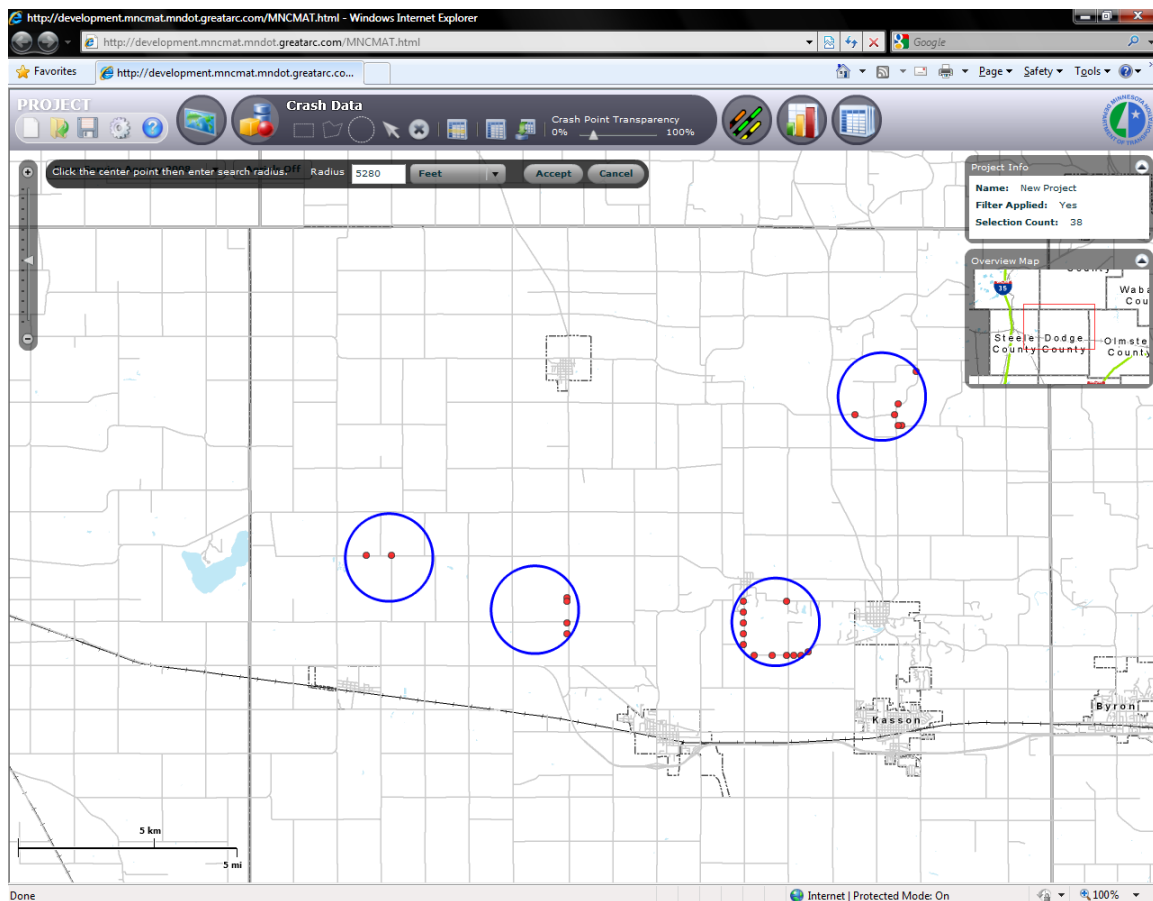 http://development.mncmat.mndot.greatarc.com/MNCMAT.html - Windows Internet Explorer
http://development.mncmat.mndot.greatarc.com/MNCMAT.html
Google
Favorites
http://development.mncmat.mndot.greatarc.co...
Page
Safety
Tools
PROJECT
Crash Data
Crash Point Transparency
0%
100%
Click the center point then enter search radius.
Radius
5280
Feet
Accept
Cancel
Project Info
Name: New Project
Filter Applied: Yes
Selection Count: 38
Overview Map
County
35
Waba
Cou
Steele
County
Dodge
County
Olmste
County
Byron
Kasson
5 km
5 mi
Done
Internet | Protected Mode: On
100%